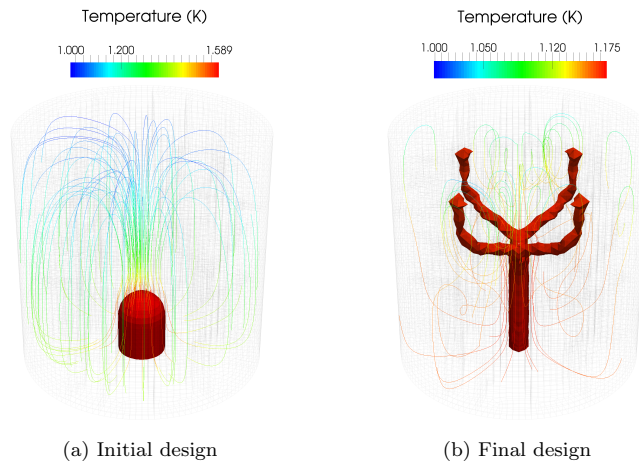 Temperature (K)
1.000 1.200 1.589
Temperature (K)
1.000 1.050 1.120 1.175
(a) Initial design
(b) Final design